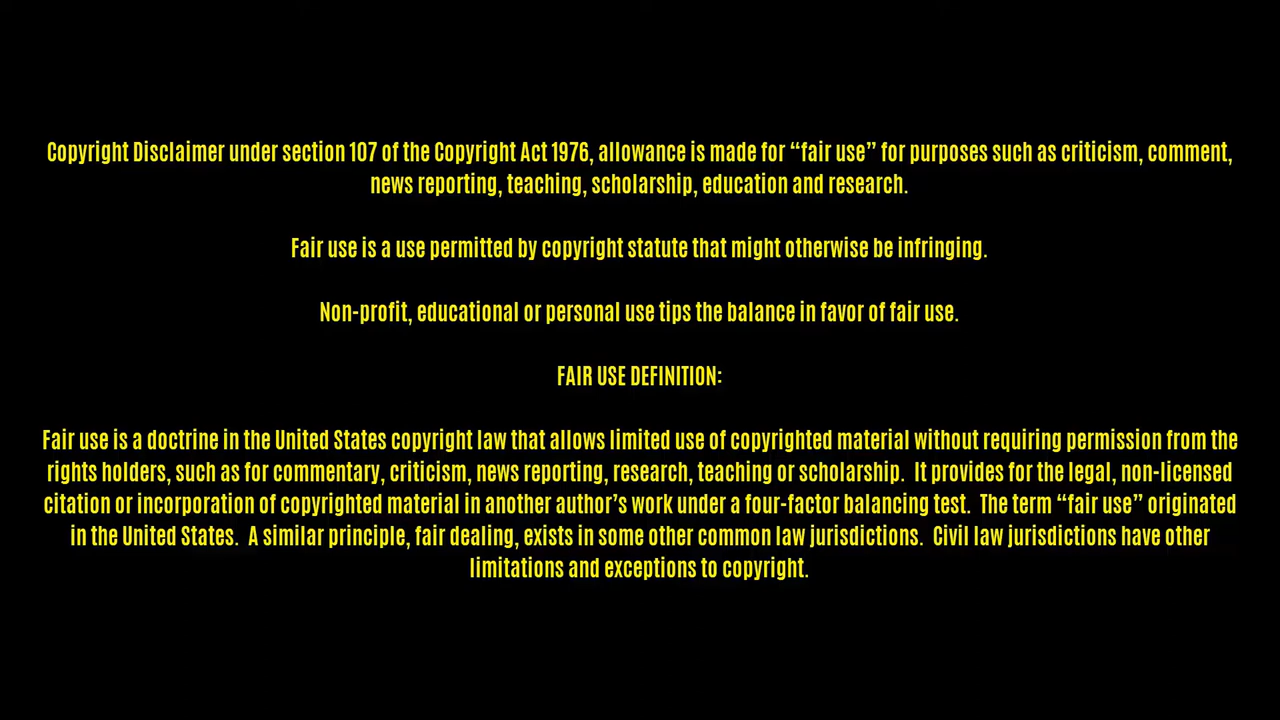 Copyright Disclaimer under section 107 of the Copyright Act 1976, allowance is made for “fair use” for purposes such as criticism, comment,
news reporting, teaching, scholarship, education and research.
Fair use is a use permitted by copyright statute that might otherwise be infringing.
Non-profit, educational or personal use tips the balance in favor of fair use.
FAIR USE DEFINITION:
Fair use is a doctrine in the United States copyright law that allows limited use of copyrighted material without requiring permission from the
rights holders, such as for commentary, criticism, news reporting, research, teaching or scholarship.  It provides for the legal, non-licensed
citation or incorporation of copyrighted material in another author’s work under a four-factor balancing test.  The term “fair use” originated
in the United States.  A similar principle, fair dealing, exists in some other common law jurisdictions.  Civil law jurisdictions have other
limitations and exceptions to copyright.